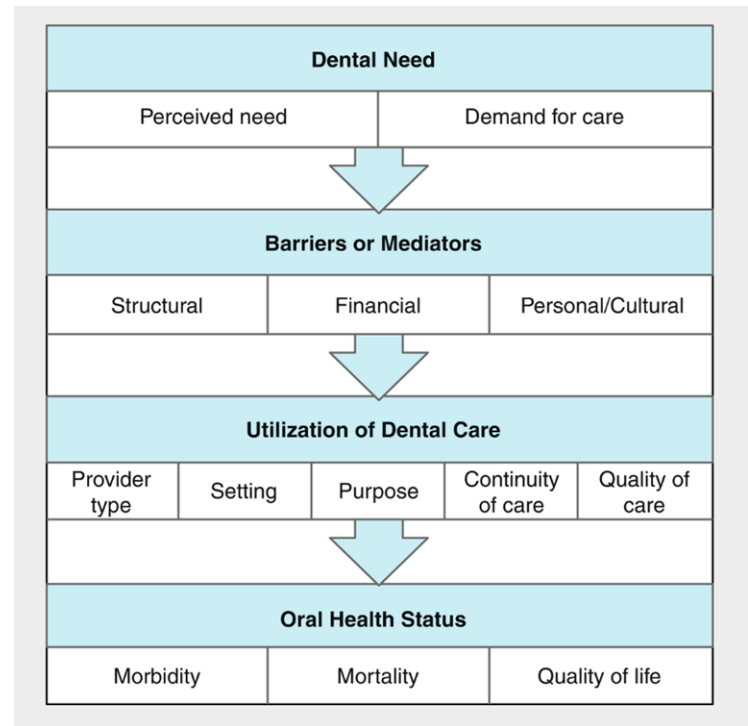 Dental Need
Perceived need
Demand for care
Barriers or Mediators
Structural
Financial
Personal/Cultural
Utilization of Dental Care
Provider
type
Setting
Purpose
Continuity
of care
Quality of
care
Oral Health Status
Morbidity
Mortality
Quality of life